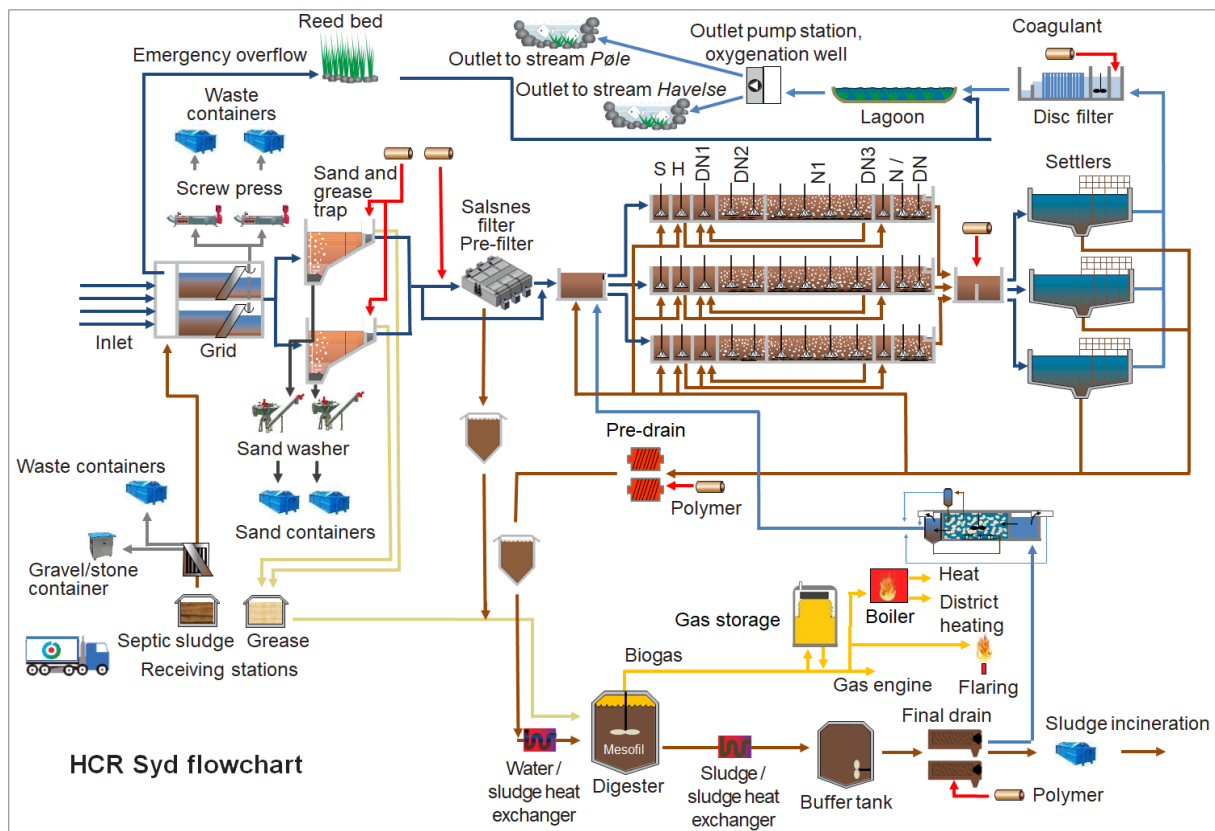 Reed bed
Emergency overflow
Outlet to stream Pøle
Outlet pump station,
oxygenation well
Coagulant
Outlet to stream Havelse
Lagoon
Disc filter
Waste
containers
Screw press
Sand and
grease
trap
Salsnes
filter
Pre-filter
S
H
DN1
DN2
N1
DN3
N /
DN
Settlers
Inlet
Grid
Sand washer
Sand containers
Waste containers
Gravel/stone
container
Septic sludge
Grease
Receiving stations
Pre-drain
Polymer
Gas storage
Boiler
Heat
District
heating
Biogas
Gas engine
Flaring
Final drain
Sludge incineration
Mesofil
Digester
Water /
sludge heat
exchanger
Sludge /
sludge heat
exchanger
Buffer tank
Polymer
HCR Syd flowchart